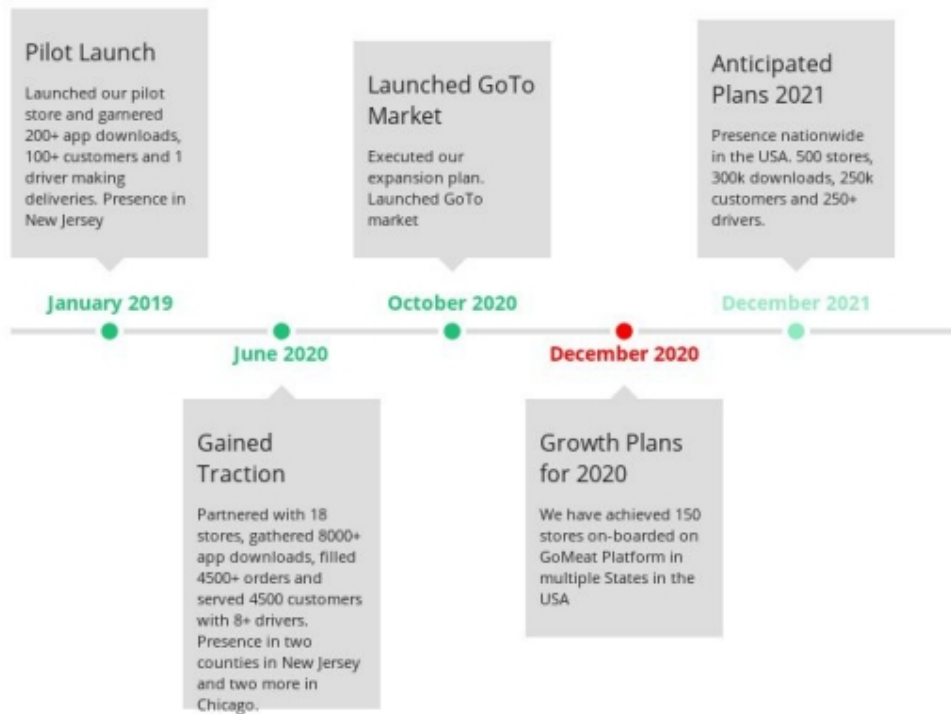 Pilot Launch
Launched our pilot
store and garnered
200+ app downloads,
100+ customers and 1
driver making
deliveries. Presence in
New Jersey
January 2019
Gained
Traction
Partnered with 18
stores, gathered 8000+
app downloads, filled
4500+ orders and
served 4500 customers
with 8+ drivers.
Presence in two
counties in New Jersey
and two more in
Chicago.
June 2020
Launched GoTo
Market
Executed our
expansion plan.
Launched GoTo
market
October 2020
December 2020
Growth Plans
for 2020
We have achieved 150
stores on-boarded on
GoMeat Platform in
multiple States in the
USA
Anticipated
Plans 2021
Presence nationwide
in the USA. 500 stores,
300k downloads, 250k
customers and 250+
drivers.
December 2021